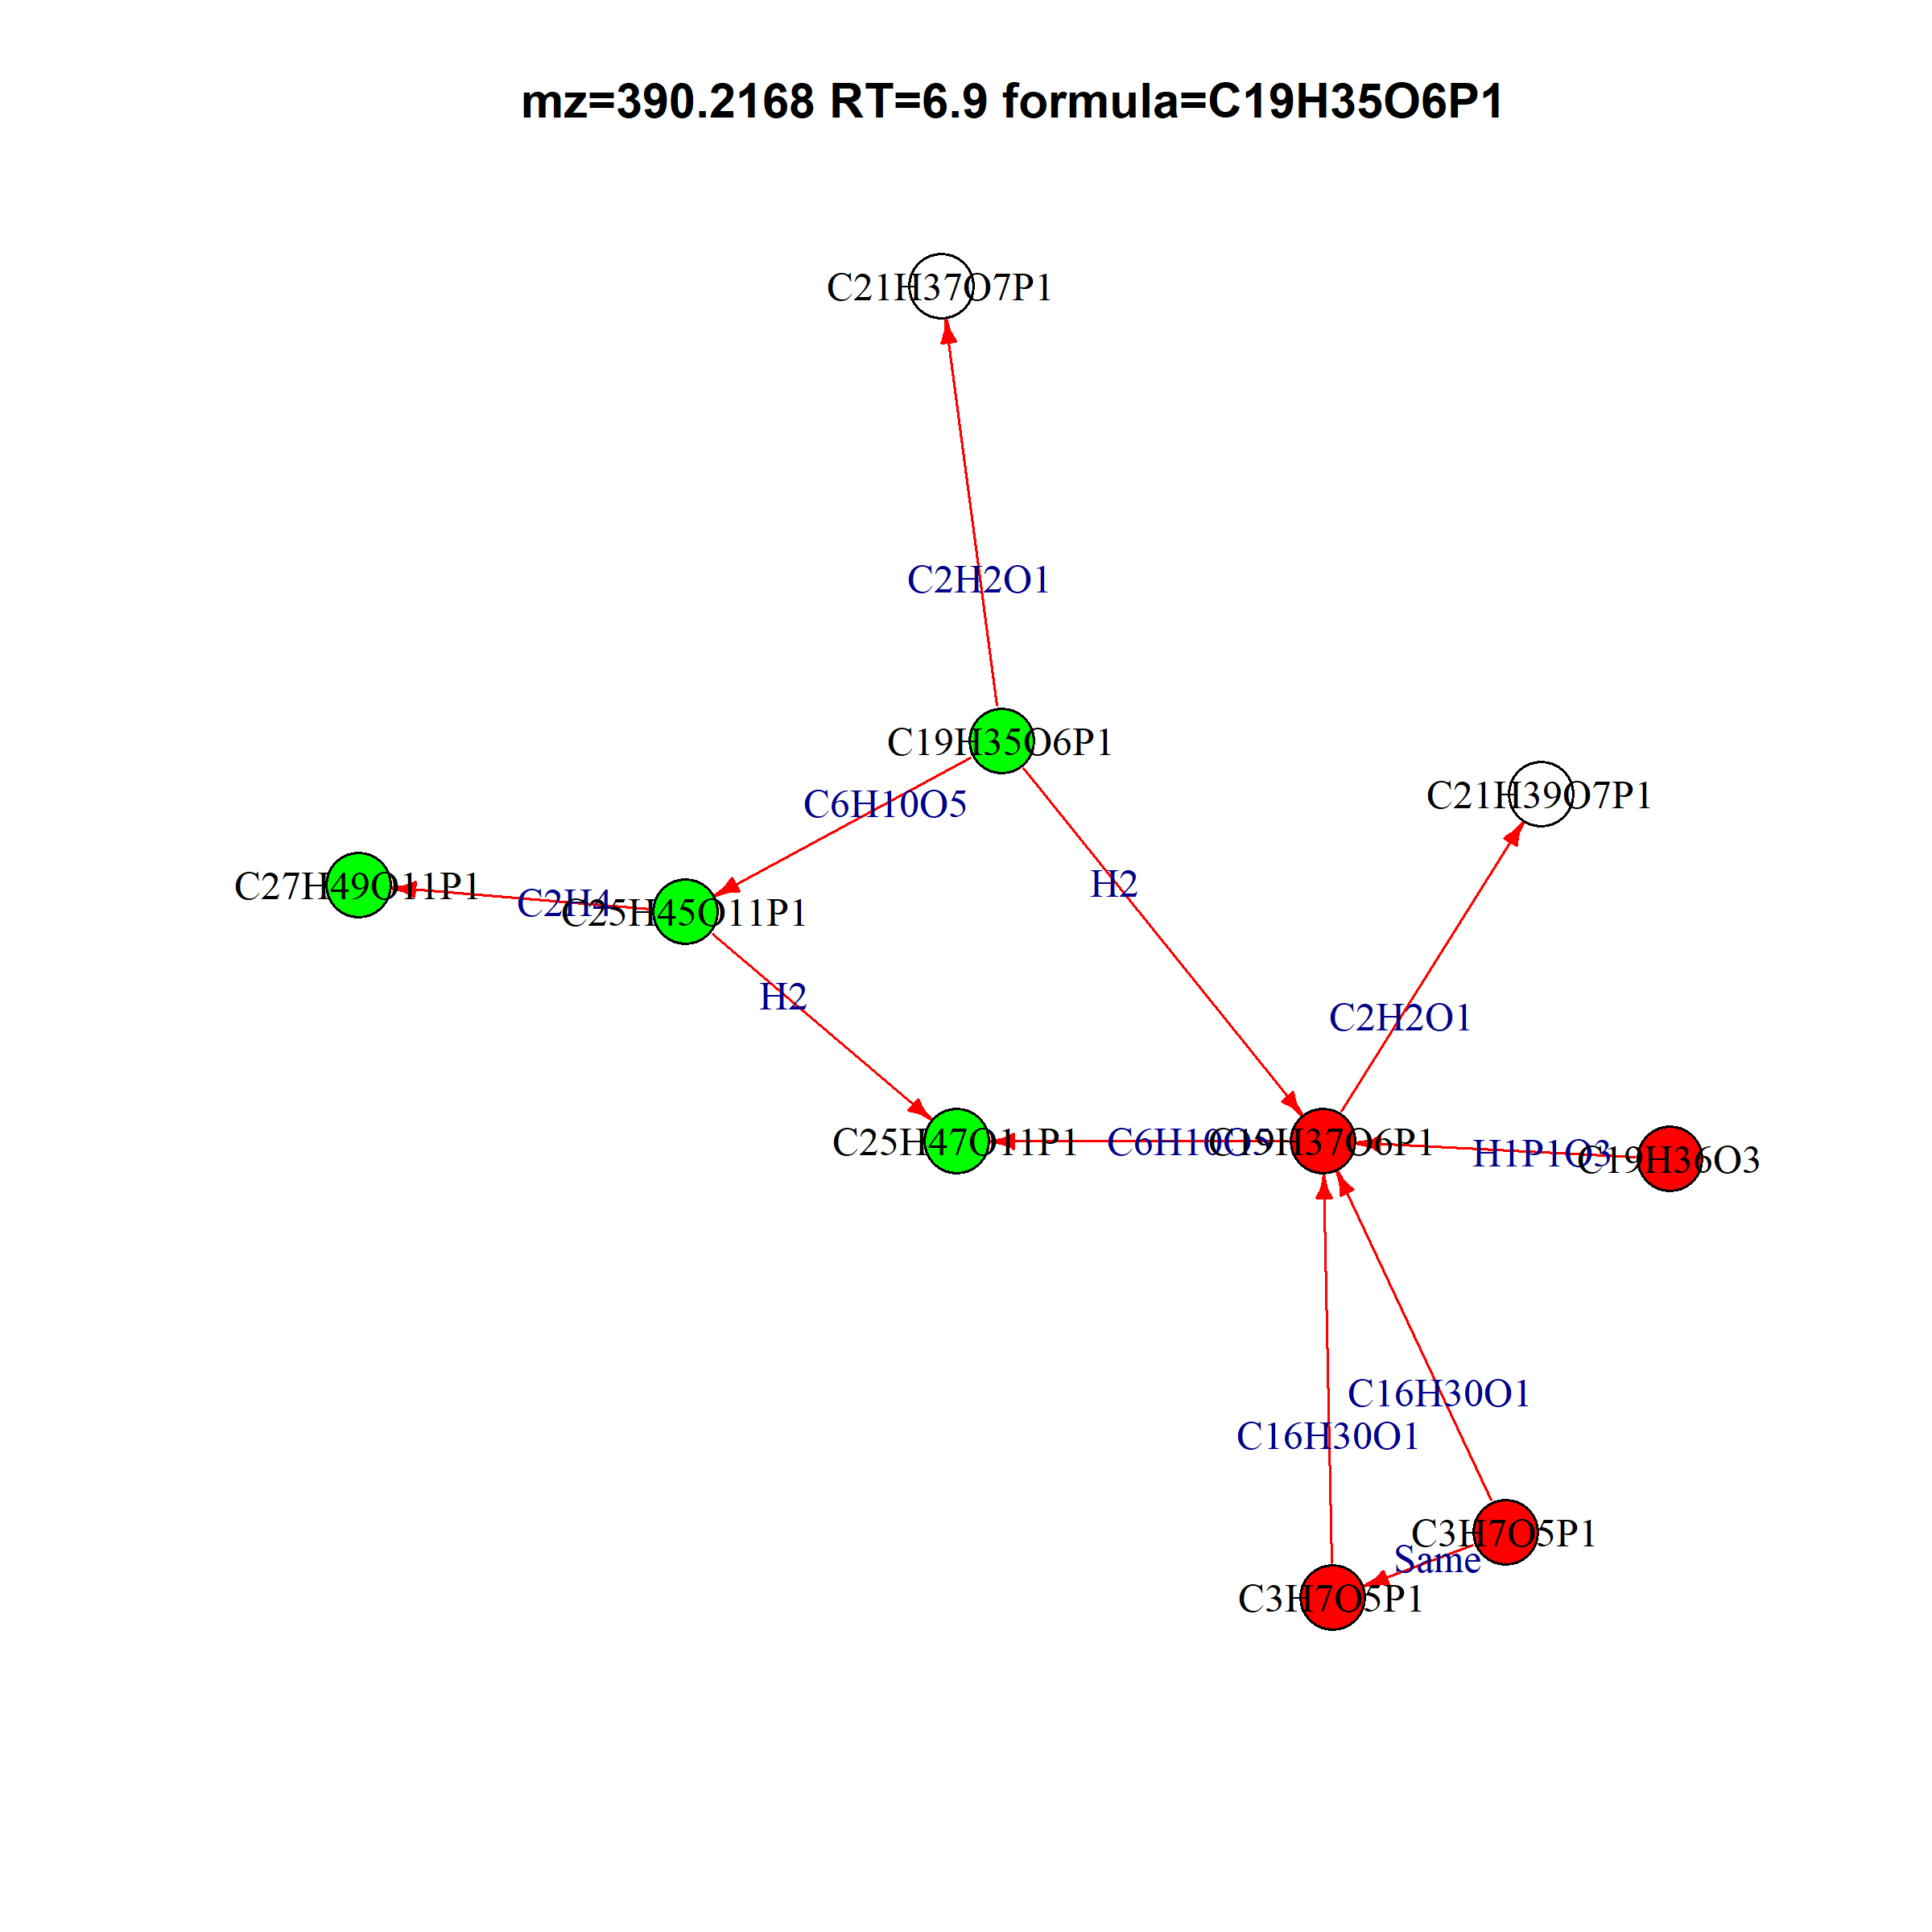 mz=390.2168 RT=6.9 formula=C19H35O6P1
C21H37O7P1
C2H2O1
C19H35O6P1
C6H10O5
C21H39O7P1
H2
C27H49O11P1
C2H4
C25H45O11P1
H2
C2H2O1
C25H47O11P1
C6H10O5
C19H37O6P1
H1P1O3
C19H36O3
C16H30O1
C16H30O1
C3H7O5P1
Same
C3H7O5P1